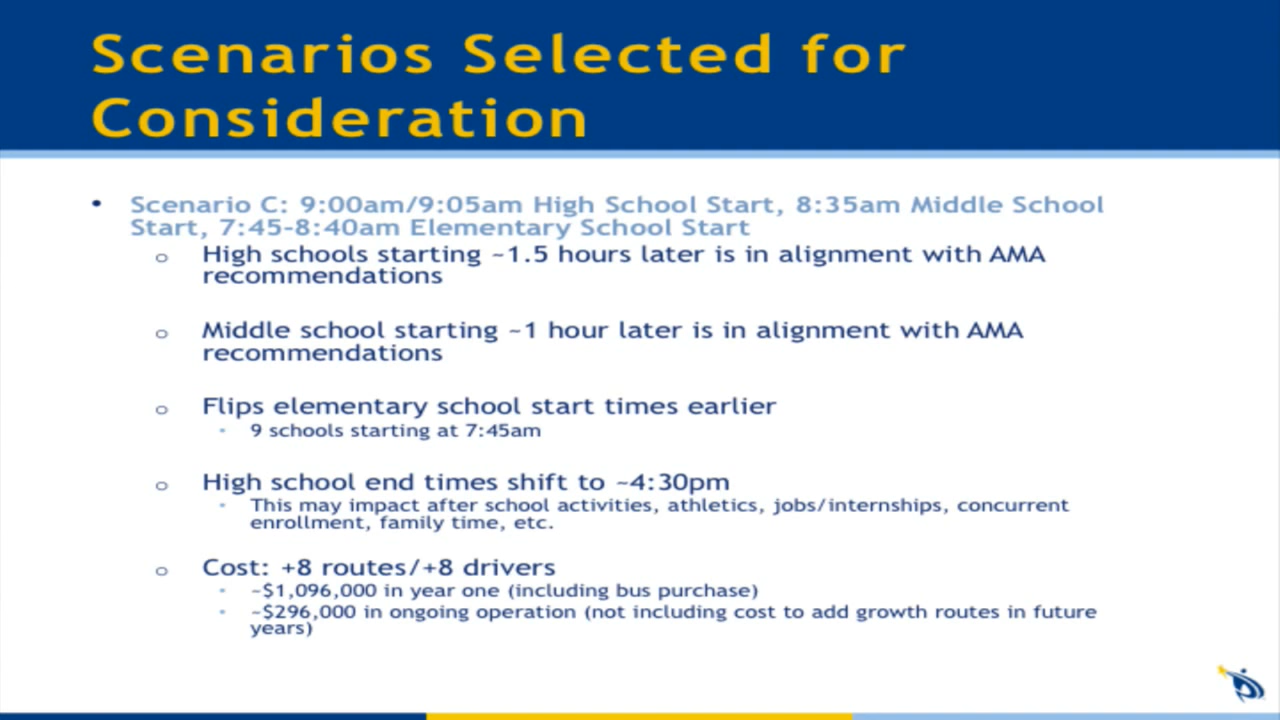 Scenarios Selected for
Consideration
• Scenario C: 9:00am/9:05am High School Start, 8:35am Middle School
Start, 7:45-8:40am Elementary School Start
o High schools starting ~1.5 hours later is in alignment with AMA
recommendations
o Middle school starting ~1 hour later is in alignment with AMA
recommendations
o Flips elementary school start times earlier
• 9 schools starting at 7:45am
o High school end times shift to ~4:30pm
• This may impact after school activities, athletics, jobs/internships, concurrent
enrollment, family time, etc.
o Cost: +8 routes/+8 drivers
• ~$1,096,000 in year one (including bus purchase)
• ~$296,000 in ongoing operation (not including cost to add growth routes in future
years)